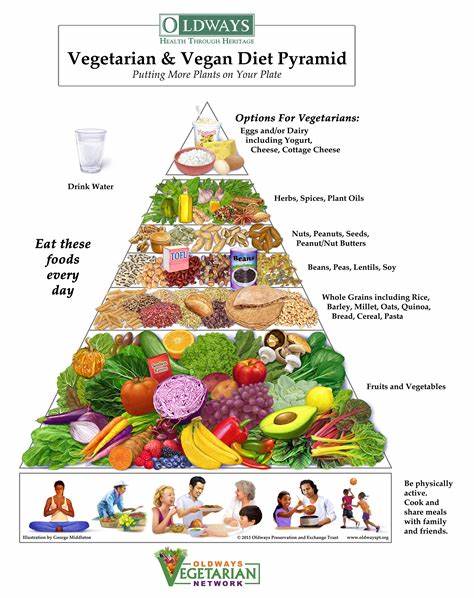 OLDWAYS
HEALTH THROUGH HERITAGE
Vegetarian & Vegan Diet Pyramid
Putting More Plants on Your Plate
Options For Vegetarians:
Eggs and/or Dairy
including Yogurt,
Cheese, Cottage Cheese
Drink Water
Herbs, Spices, Plant Oils
Eat these
foods
every
day
Nuts, Peanuts, Seeds,
Peanut/Nut Butters
TOFU
Beans
Beans, Peas, Lentils, Soy
Whole Grains including Rice,
Barley, Millet, Oats, Quinoa,
Bread, Cereal, Pasta
Fruits and Vegetables
Be physically
active.
Cook and
share meals
with family
and friends.
Illustration by George Middleton
© 2013 Oldways Preservation and Exchange Trust
www.oldwayspt.org
OLDWAYS
VEGETARIAN
NETWORK